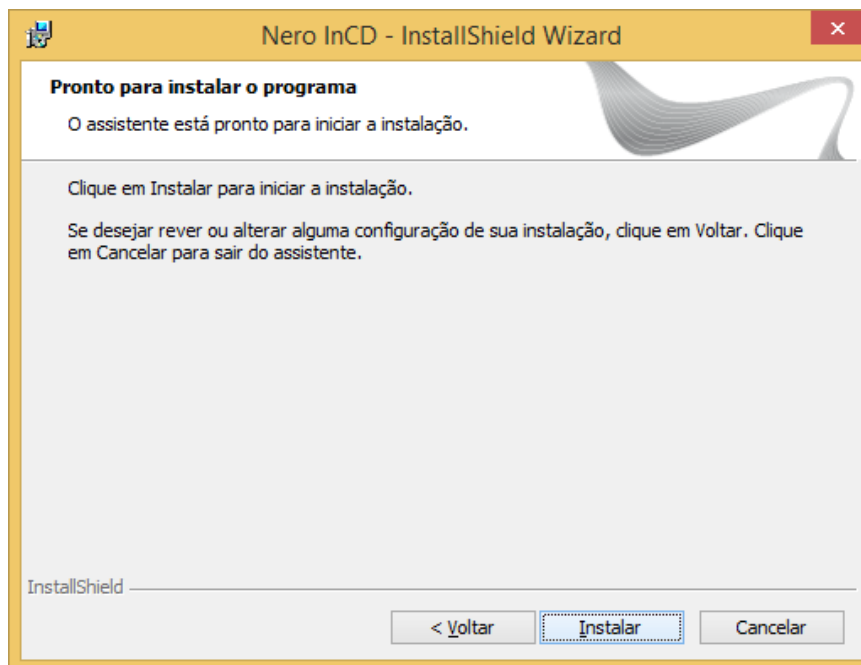 Nero InCD - InstallShield Wizard
Pronto para instalar o programa
O assistente está pronto para iniciar a instalação.
Clique em Instalar para iniciar a instalação.
Se desejar rever ou alterar alguma configuração de sua instalação, clique em Voltar. Clique
em Cancelar para sair do assistente.
InstallShield
< Voltar
Instalar
Cancelar